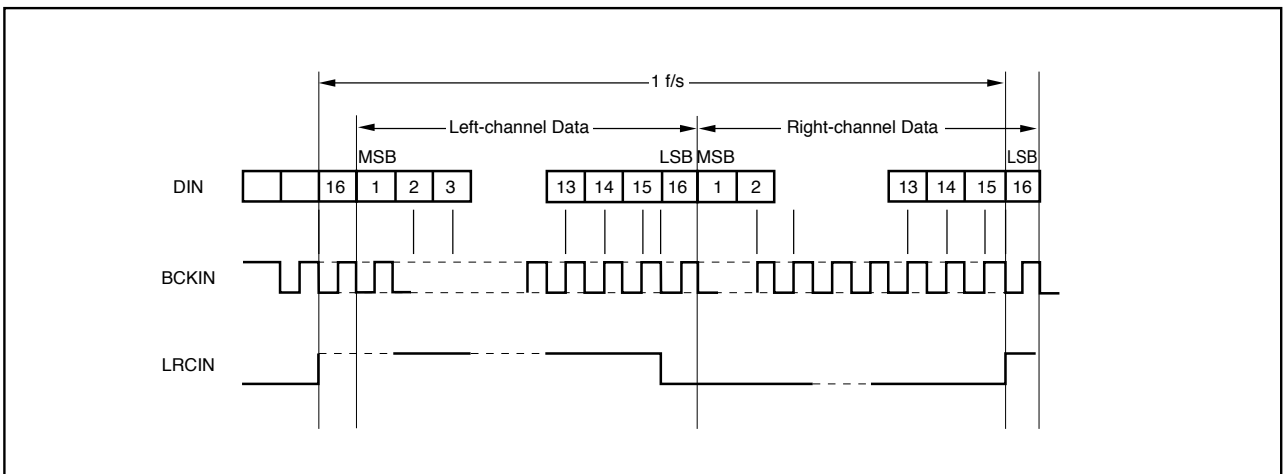 1 f/s
Left-channel Data Right-channel Data
MSB LSB MSB LSB
DIN 16 1 2 3 13 14 15 16 1 2 13 14 15 16
BCKIN
LRCIN